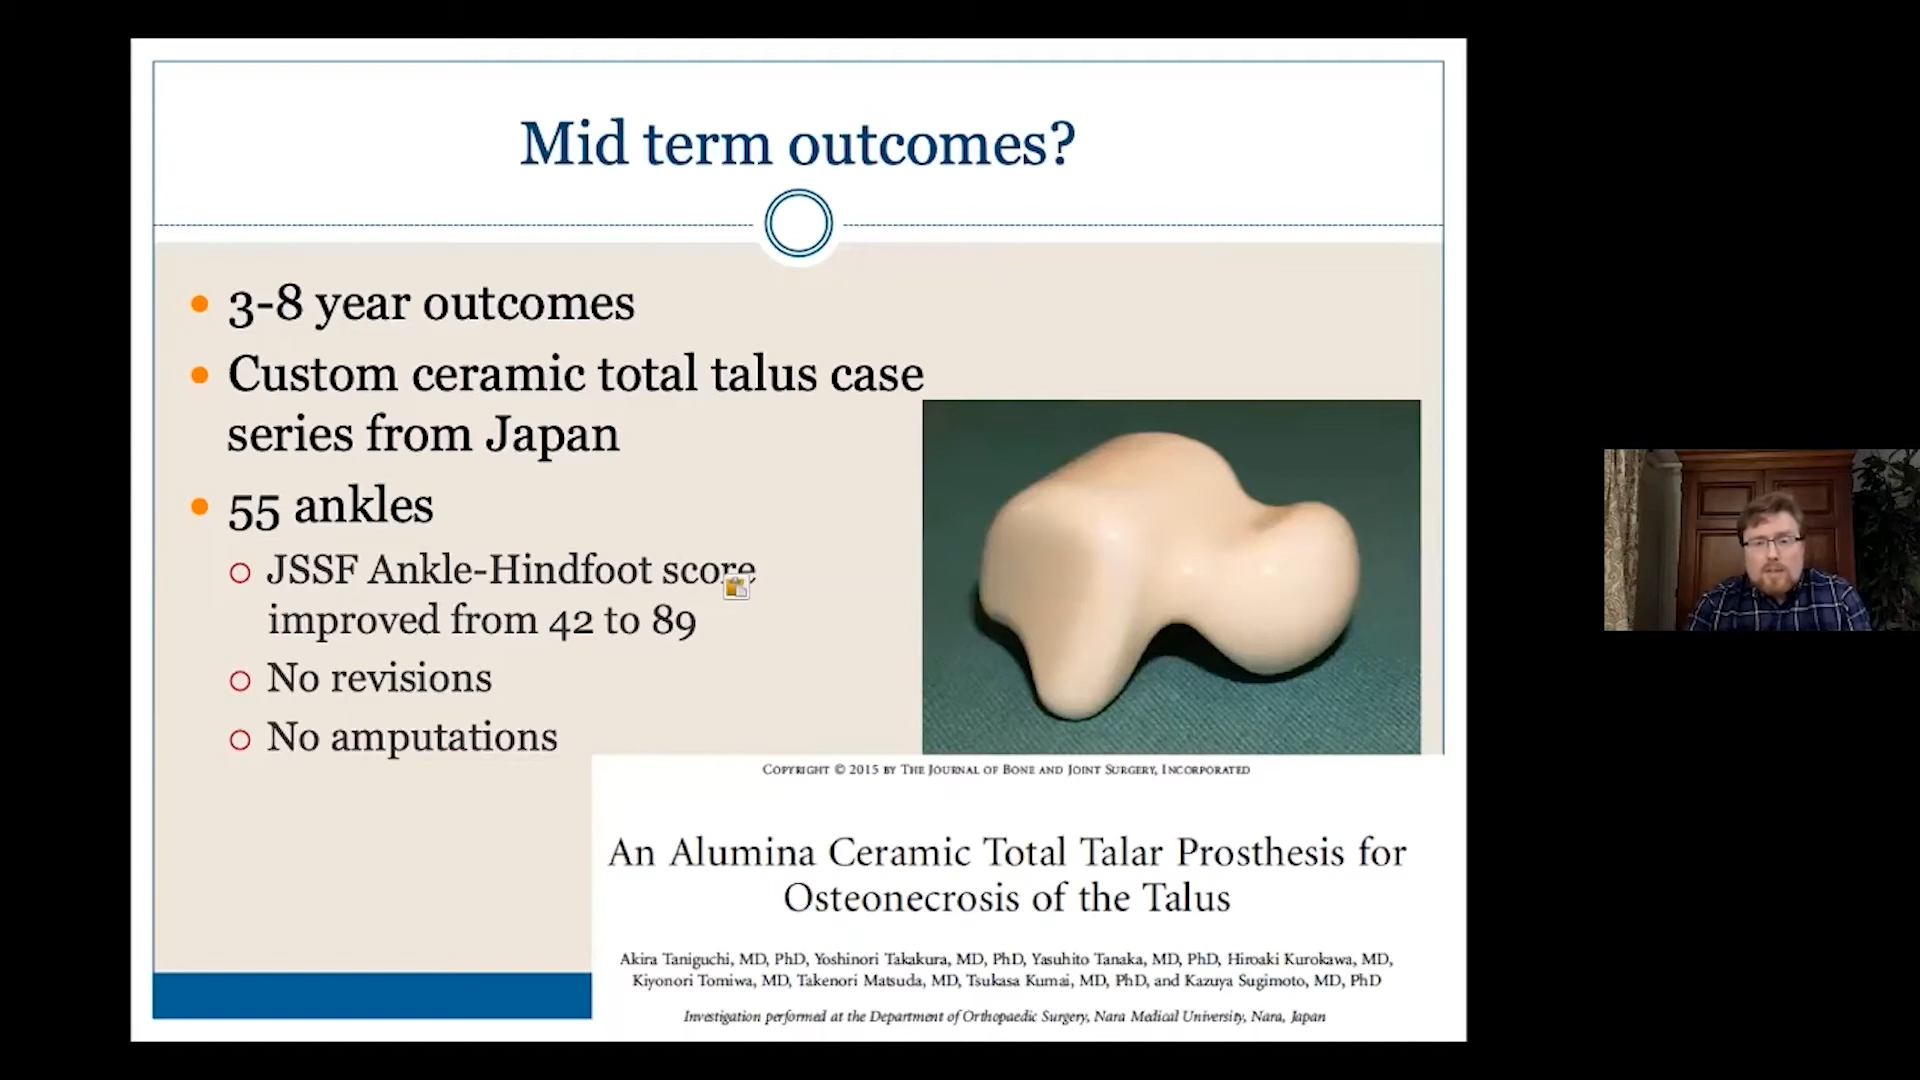 Mid term outcomes?
3-8 year outcomes
Custom ceramic total talus case
series from Japan
55 ankles
JSSF Ankle-Hindfoot score
improved from 42 to 89
No revisions
No amputations
COPYRIGHT © 2015 BY THE JOURNAL OF BONE AND JOINT SURGERY, INCORPORATED
An Alumina Ceramic Total Talar Prosthesis for
Osteonecrosis of the Talus
Akira Taniguchi, MD, PhD, Yoshinori Takakura, MD, PhD, Yasuhito Tanaka, MD, PhD, Hiroaki Kurokawa, MD,
Kiyonori Tomiwa, MD, Takenori Matsuda, MD, Tsukasa Kumai, MD, PhD, and Kazuya Sugimoto, MD, PhD
Investigation performed at the Department of Orthopaedic Surgery, Nara Medical University, Nara, Japan